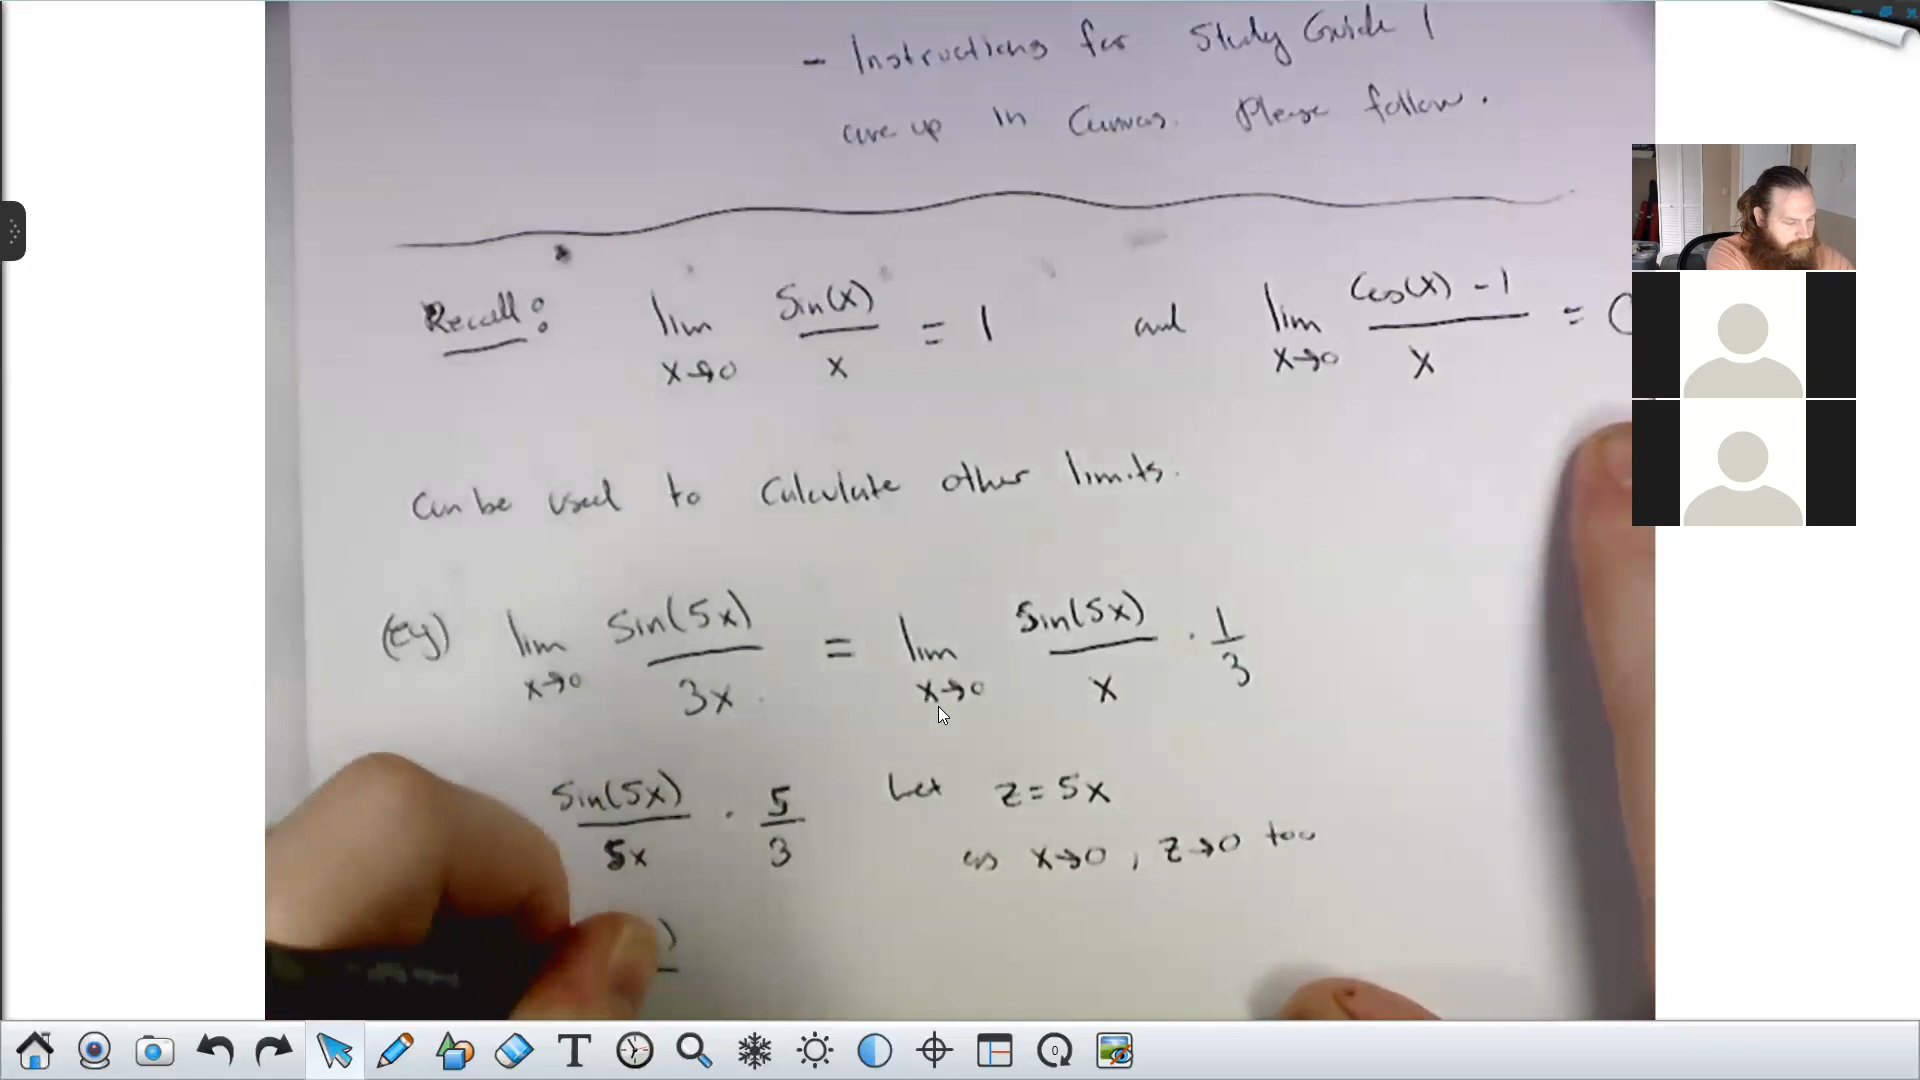 - Instructions for Study Guide 1
are up in Canvas. Please follow.
Recall: lim x→0 sin(x)/x = 1 and lim x→0 cos(x) - 1/x = 0
Can be used to calculate other limits.
(Eg) lim x→0 sin(5x)/3x = lim x→0 sin(5x)/x · 1/3
sin(5x)/5x · 5/3 Let z = 5x
as x→0, z→0 too
)
T
0